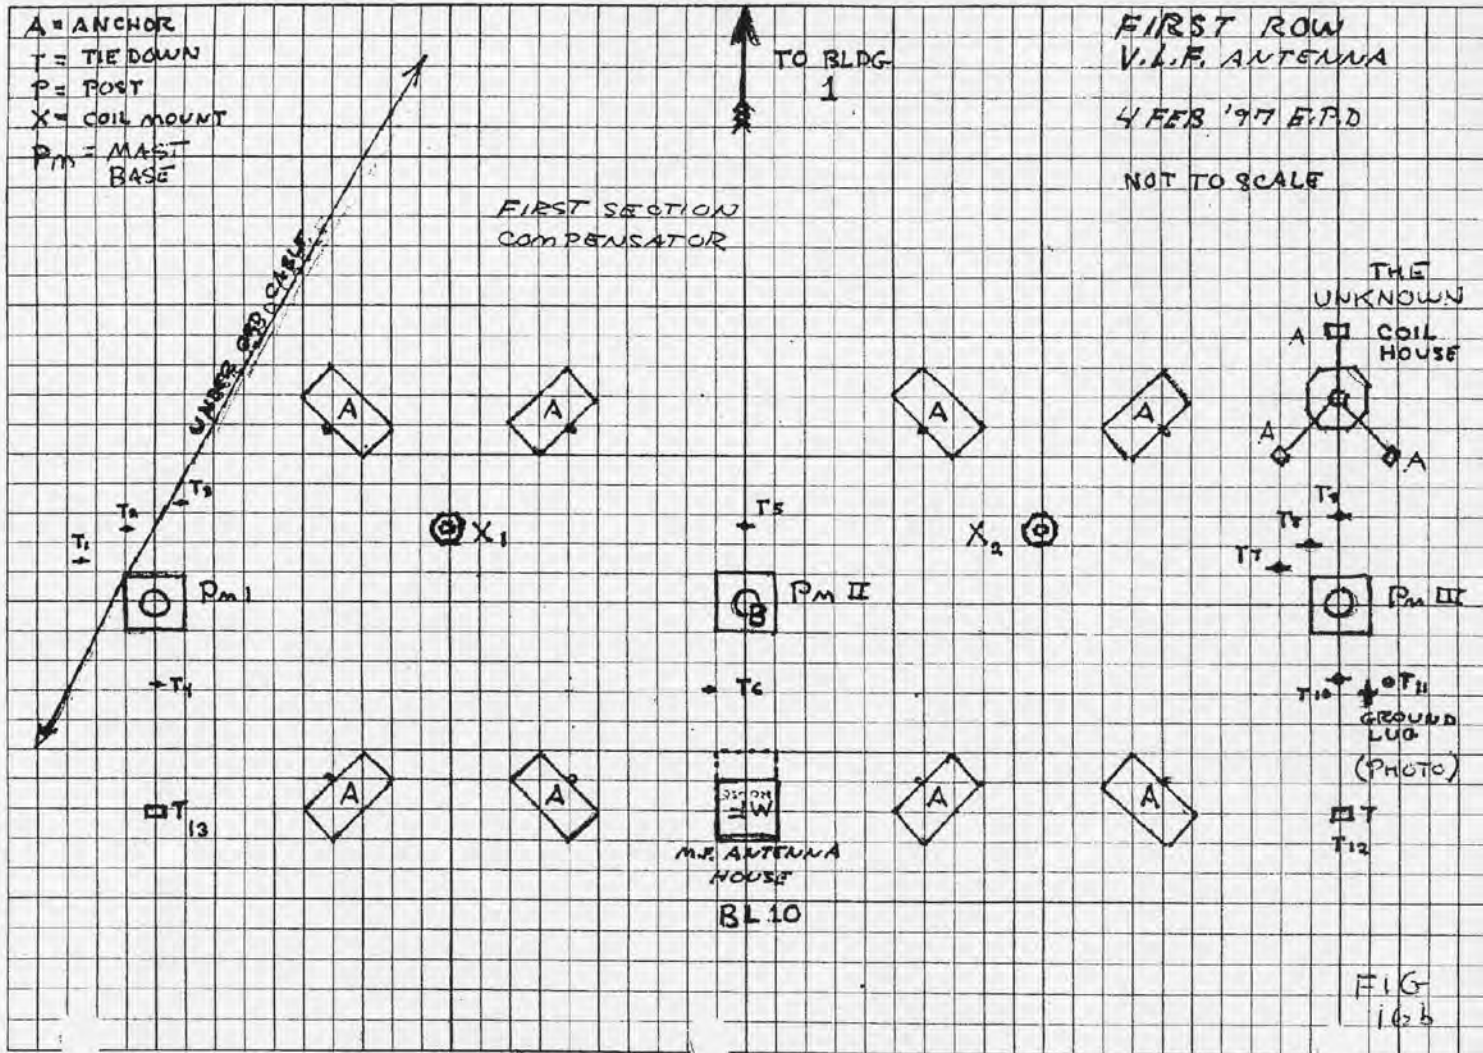 A = ANCHOR
T = TIE DOWN
P = POST
X = COIL MOUNT
Pm = MAST
BASE
TO BLDG
1
FIRST ROW
V.L.F. ANTENNA
4 FEB '97 E.P.D
NOT TO SCALE
FIRST SECTION
COMPENSATOR
UNDER GRD CABLE
THE
UNKNOWN
COIL
HOUSE
A
A
A
A
A
A
A
T1
T2
T3
X1
T5
X2
T7
T8
T9
Pm I
B
Pm II
Pm III
T4
T6
T10
T11
GROUND
LUG
(PHOTO)
A
A
A
A
T13
T
T12
M.F. ANTENNA
HOUSE
BL 10
FIG
16b